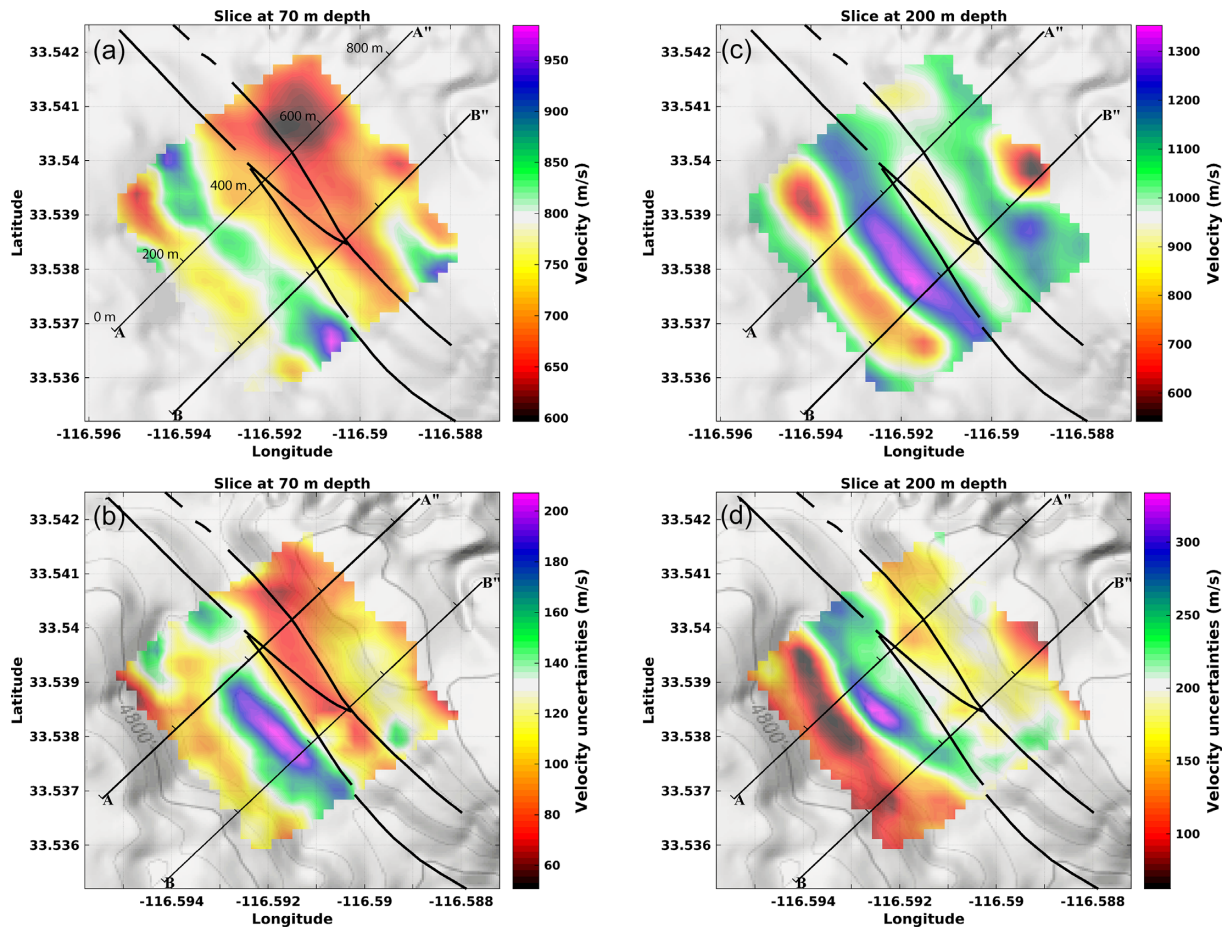 Slice at 70 m depth
(a)
A"
B"
A
B
0 m
200 m
400 m
600 m
800 m
33.542
33.541
33.54
33.539
33.538
33.537
33.536
Latitude
-116.596 -116.594 -116.592 -116.59 -116.588
Longitude
950
900
850
800
750
700
650
600
Velocity (m/s)
Slice at 200 m depth
(c)
A"
B"
A
B
33.542
33.541
33.54
33.539
33.538
33.537
33.536
Latitude
-116.596 -116.594 -116.592 -116.59 -116.588
Longitude
1300
1200
1100
1000
900
800
700
600
Velocity (m/s)
Slice at 70 m depth
(b)
A"
B"
A
B
4800
33.542
33.541
33.54
33.539
33.538
33.537
33.536
Latitude
-116.594 -116.592 -116.59 -116.588
Longitude
200
180
160
140
120
100
80
60
Velocity uncertainties (m/s)
Slice at 200 m depth
(d)
A"
B"
A
B
4800
33.542
33.541
33.54
33.539
33.538
33.537
33.536
Latitude
-116.594 -116.592 -116.59 -116.588
Longitude
300
250
200
150
100
Velocity uncertainties (m/s)